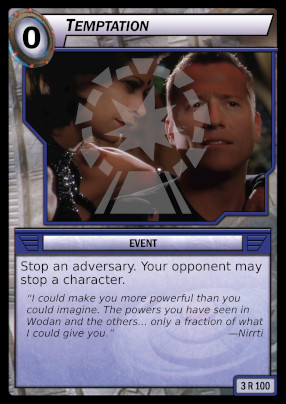 0
TEMPTATION
EVENT
Stop an adversary. Your opponent may
stop a character.
"I could make you more powerful than you
could imagine. The powers you have seen in
Wodan and the others... only a fraction of what
I could give you."
—Nirrti
3 R 100